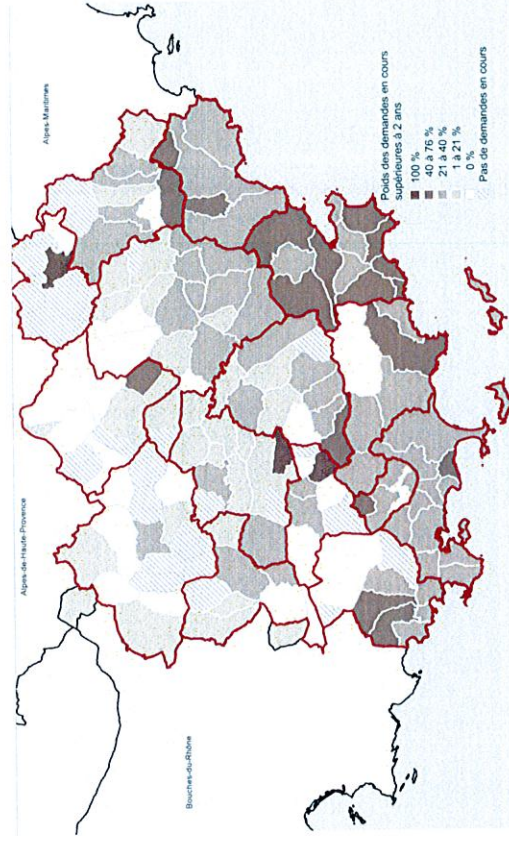 Alpes-de-Haute-Provence
Alpes-Maritimes
Bouches-du-Rhône
Poids des demandes en cours
supérieures à 2 ans
100 %
40 à 76 %
21 à 40 %
1 à 21 %
0 %
Pas de demandes en cours